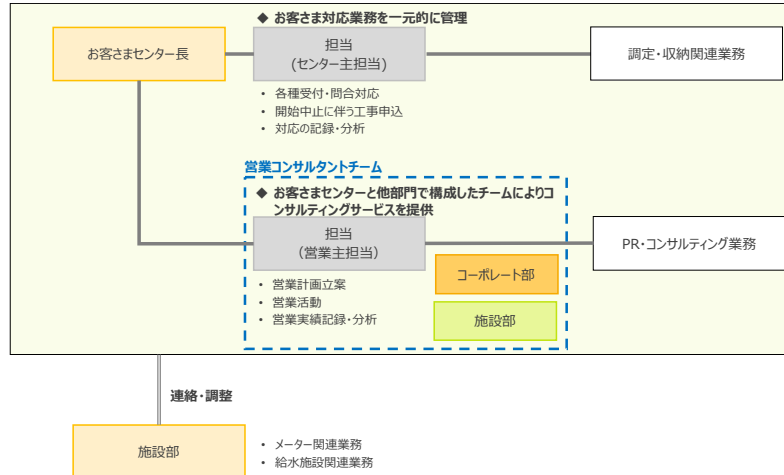 ◆ お客さま対応業務を一元的に管理
お客さまセンター長
担当
(センター主担当)
調定・収納関連業務
• 各種受付・問合対応
• 開始中止に伴う工事申込
• 対応の記録・分析
営業コンサルタントチーム
◆ お客さまセンターと他部門で構成したチームによりコ
ンサルティングサービスを提供
担当
(営業主担当)
PR・コンサルティング業務
コーポレート部
• 営業計画立案
• 営業活動
• 営業実績記録・分析
施設部
連絡・調整
施設部
• メーター関連業務
• 給水施設関連業務